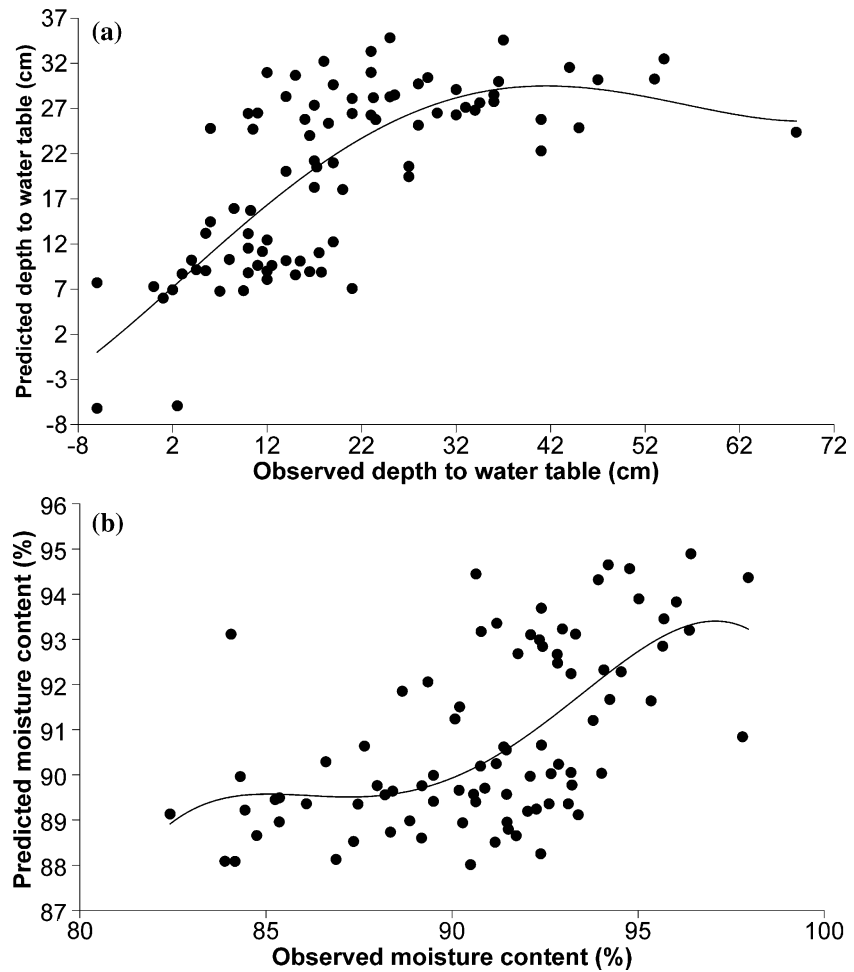 (a)
Predicted depth to water table (cm)
37
32
27
22
17
12
7
2
-3
-8
-8 2 12 22 32 42 52 62 72
Observed depth to water table (cm)
(b)
Predicted moisture content (%)
96
95
94
93
92
91
90
89
88
87
80 85 90 95 100
Observed moisture content (%)